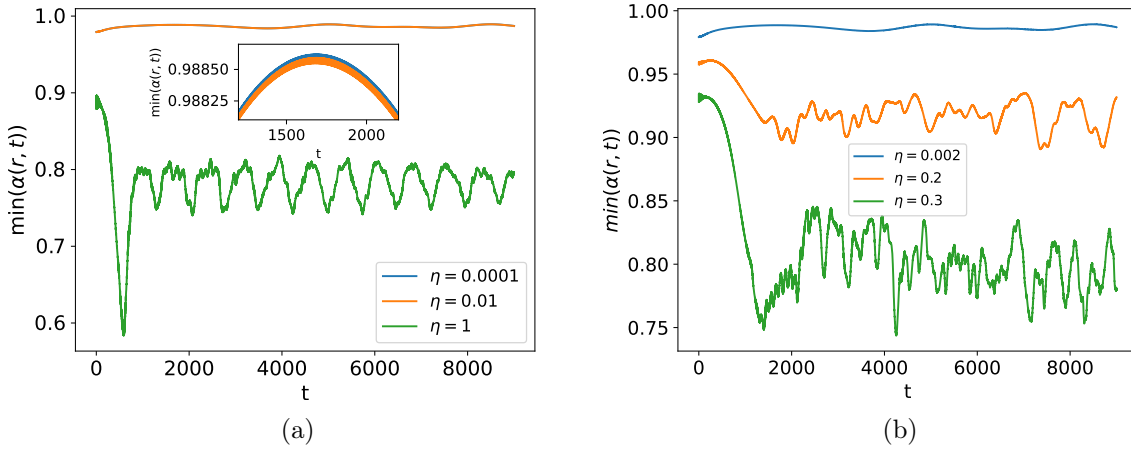 1.0
0.9
0.8
0.7
0.6
min(α(r, t))
0 2000 4000 6000 8000
t
0.98850
0.98825
min(α(r, t))
1500 2000
t
η = 0.0001
η = 0.01
η = 1
(a)
1.00
0.95
0.90
0.85
0.80
0.75
min(α(r, t))
0 2000 4000 6000 8000
t
η = 0.002
η = 0.2
η = 0.3
(b)